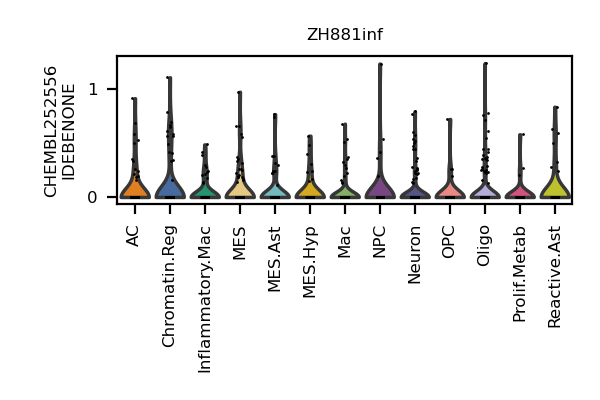 ZH881inf
CHEMBL252556
IDEBENONE
1
0
AC
Chromatin.Reg
Inflammatory.Mac
MES
MES.Ast
MES.Hyp
Mac
NPC
Neuron
OPC
Oligo
Prolif.Metab
Reactive.Ast